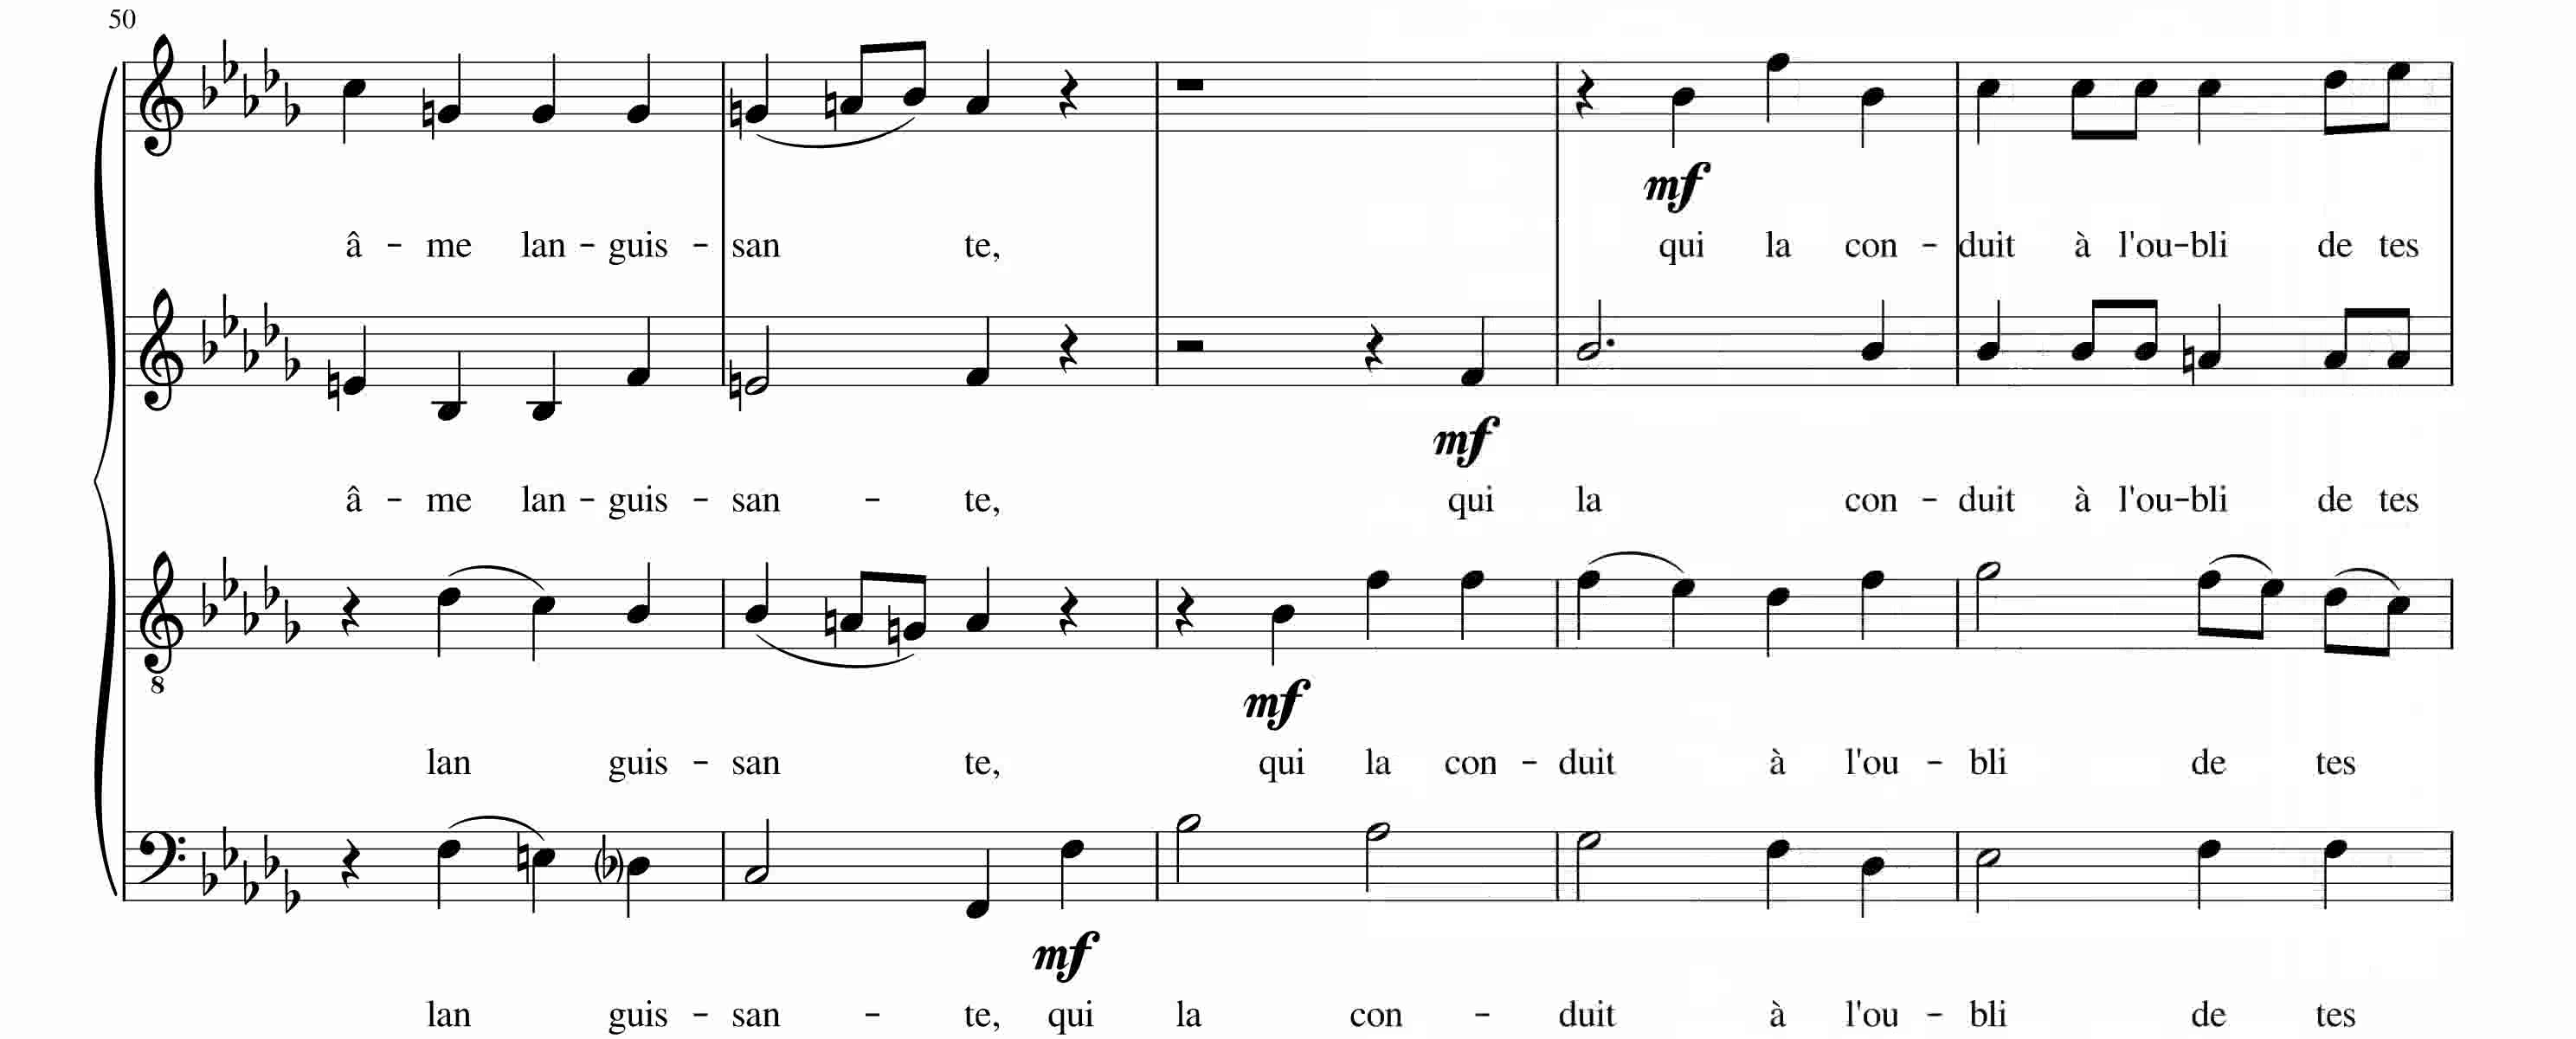 50
mf
â - me lan - guis - san te, qui la con - duit à l'ou - bli de tes
mf
â - me lan - guis - san - te, qui la con - duit à l'ou - bli de tes
8
mf
lan guis - san te, qui la con - duit à l'ou - bli de tes
mf
lan guis - san - te, qui la con - duit à l'ou - bli de tes